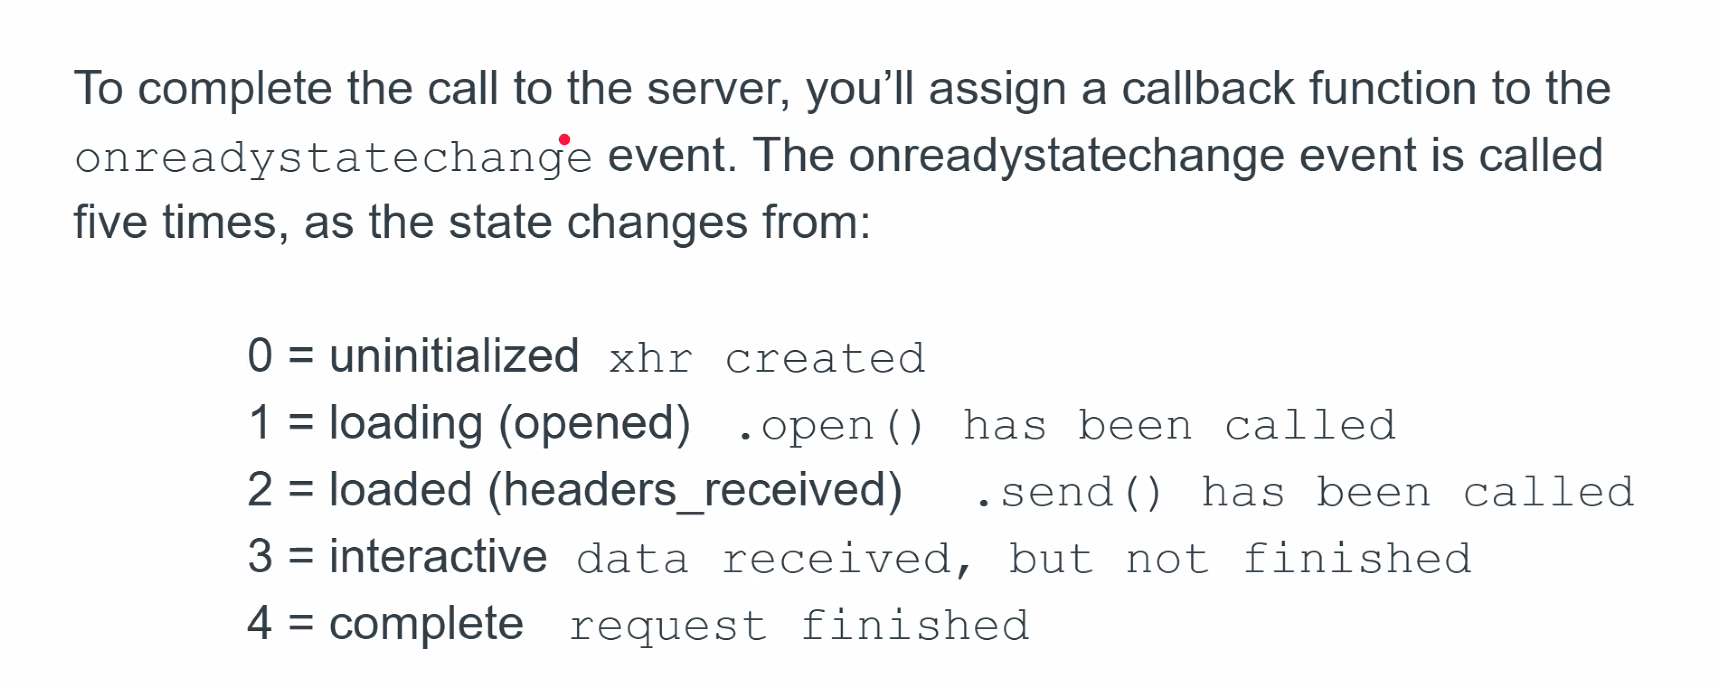 To complete the call to the server, you’ll assign a callback function to the
onreadystatechange event. The onreadystatechange event is called
five times, as the state changes from:
0 = uninitialized xhr created
1 = loading (opened) .open() has been called
2 = loaded (headers_received) .send() has been called
3 = interactive data received, but not finished
4 = complete request finished